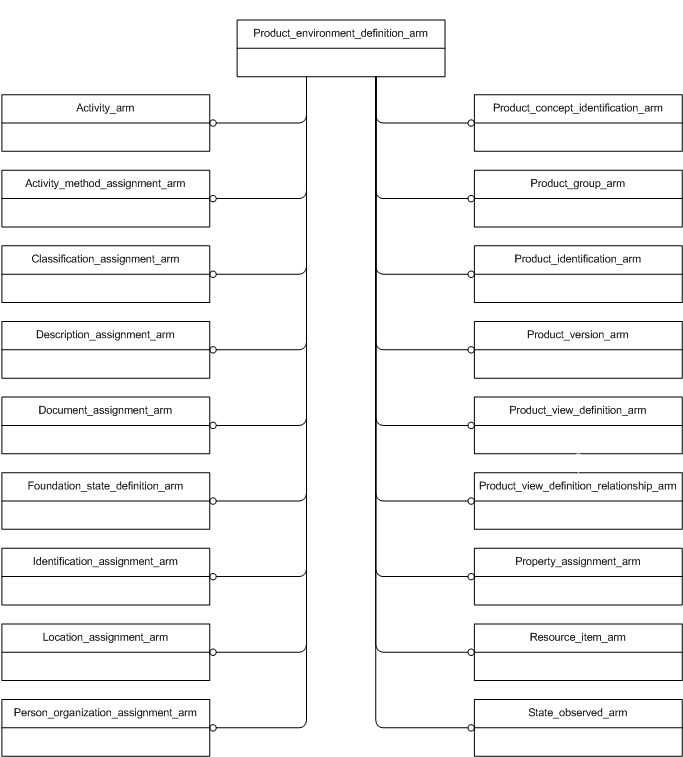 Product_environment_definition_arm
Activity_arm
Product_concept_identification_arm
Activity_method_assignment_arm
Product_group_arm
Classification_assignment_arm
Product_identification_arm
Description_assignment_arm
Product_version_arm
Document_assignment_arm
Product_view_definition_arm
Foundation_state_definition_arm
Product_view_definition_relationship_arm
Identification_assignment_arm
Property_assignment_arm
Location_assignment_arm
Resource_item_arm
Person_organization_assignment_arm
State_observed_arm